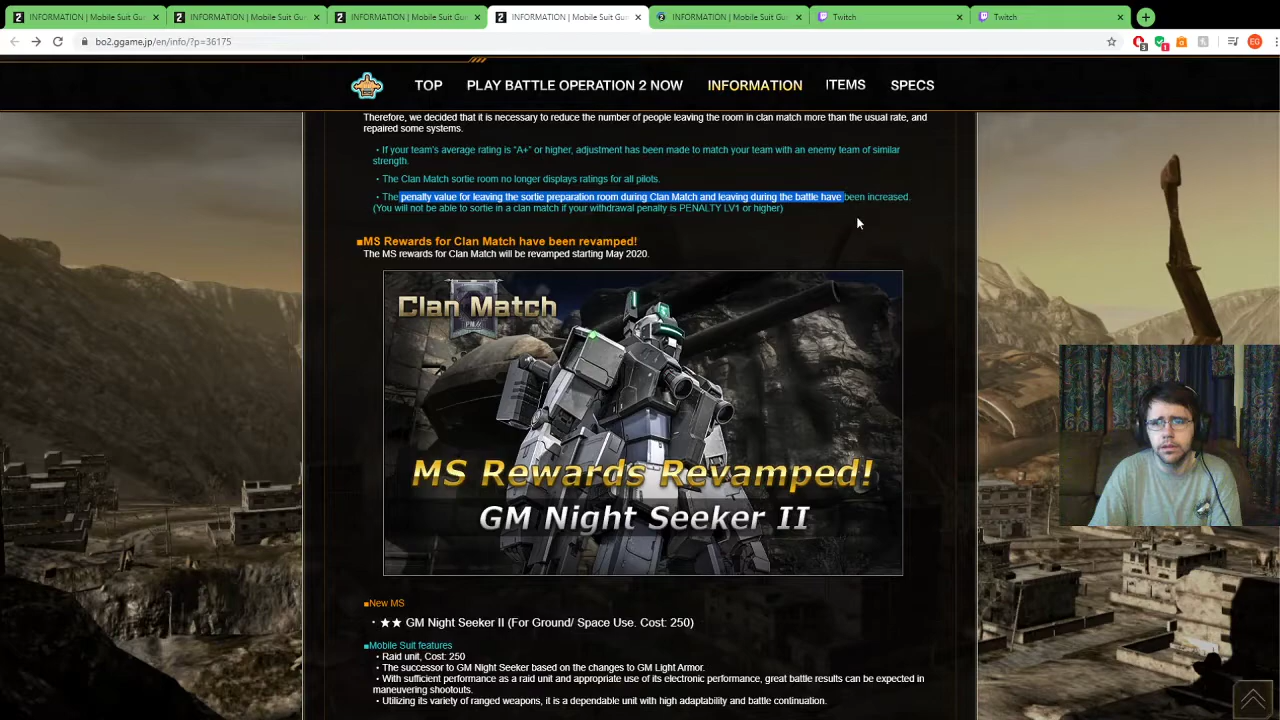 INFORMATION | Mobile Suit Gu
INFORMATION | Mobile Suit Gu
INFORMATION | Mobile Suit Gu
INFORMATION | Mobile Suit Gu
INFORMATION | Mobile Suit Gu
Twitch
Twitch
bo2.ggame.jp/en/info/?p=36175
EG
TOP
PLAY BATTLE OPERATION 2 NOW
INFORMATION
ITEMS
SPECS
Therefore, we decided that it is necessary to reduce the number of people leaving the room in clan match more than the usual rate, and
repaired some systems.
・If your team's average rating is "A+" or higher, adjustment has been made to match your team with an enemy team of similar
strength.
・The Clan Match sortie room no longer displays ratings for all pilots.
・The penalty value for leaving the sortie preparation room during Clan Match and leaving during the battle have been increased.
(You will not be able to sortie in a clan match if your withdrawal penalty is PENALTY LV1 or higher)
■MS Rewards for Clan Match have been revamped!
The MS rewards for Clan Match will be revamped starting May 2020.
Clan Match
MS Rewards Revamped!
GM Night Seeker II
■New MS
・★★ GM Night Seeker II (For Ground/ Space Use. Cost: 250)
■Mobile Suit features
・Raid unit, Cost: 250
・The successor to GM Night Seeker based on the changes to GM Light Armor.
・With sufficient performance as a raid unit and appropriate use of its electronic performance, great battle results can be expected in
maneuvering shootouts.
・Utilizing its variety of ranged weapons, it is a dependable unit with high adaptability and battle continuation.